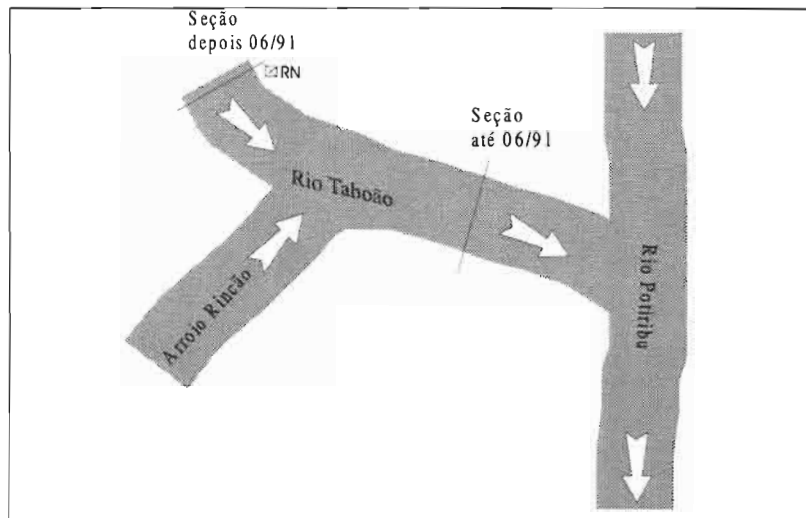 Seção
depois 06/91
RN
Seção
até 06/91
Rio Taboão
Arroio Rincão
Rio Potiribu